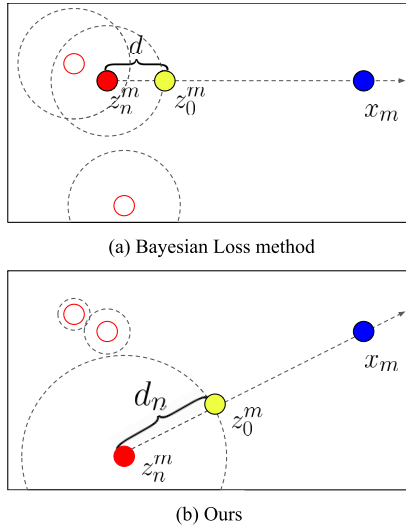 d
z_n^m z_0^m x_m
(a) Bayesian Loss method
d_n
x_m
z_0^m
z_n^m
(b) Ours